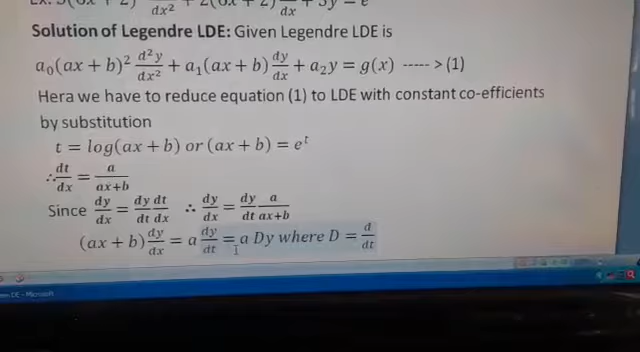 Solution of Legendre LDE: Given Legendre LDE is
a₀(ax + b)² d²y/dx² + a₁(ax + b) dy/dx + a₂y = g(x) ----- > (1)
Hera we have to reduce equation (1) to LDE with constant co-efficients
by substitution
t = log(ax + b) or (ax + b) = eᵗ
∴ dt/dx = a/ax+b
Since dy/dx = dy/dt dt/dx ∴ dy/dx = dy/dt a/ax+b
(ax + b) dy/dx = a dy/dt = a Dy where D = d/dt